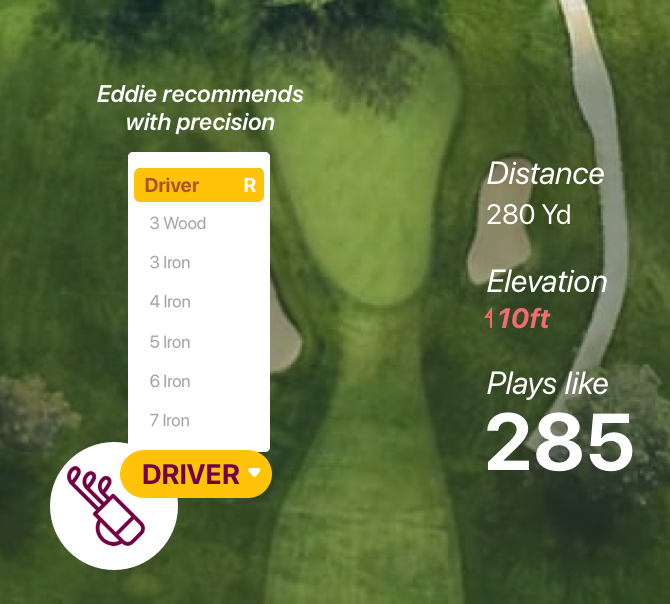 Eddie recommends
with precision
Driver R
3 Wood
3 Iron
4 Iron
5 Iron
6 Iron
7 Iron
DRIVER
Distance
280 Yd
Elevation
10ft
Plays like
285